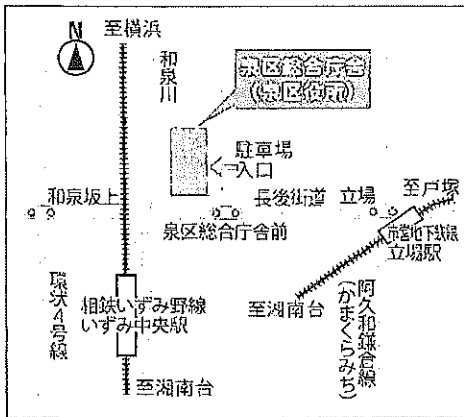 N
至横浜
和泉川
泉区総合庁舎
(泉区役所)
駐車場
入口
和泉坂上
長後街道
立場
至戸塚
泉区総合庁舎前
市営地下鉄線
立場駅
環状4号線
相鉄いずみ野線
いずみ中央駅
至湘南台
阿久和鎌倉線
(かまくらみち)
至湘南台